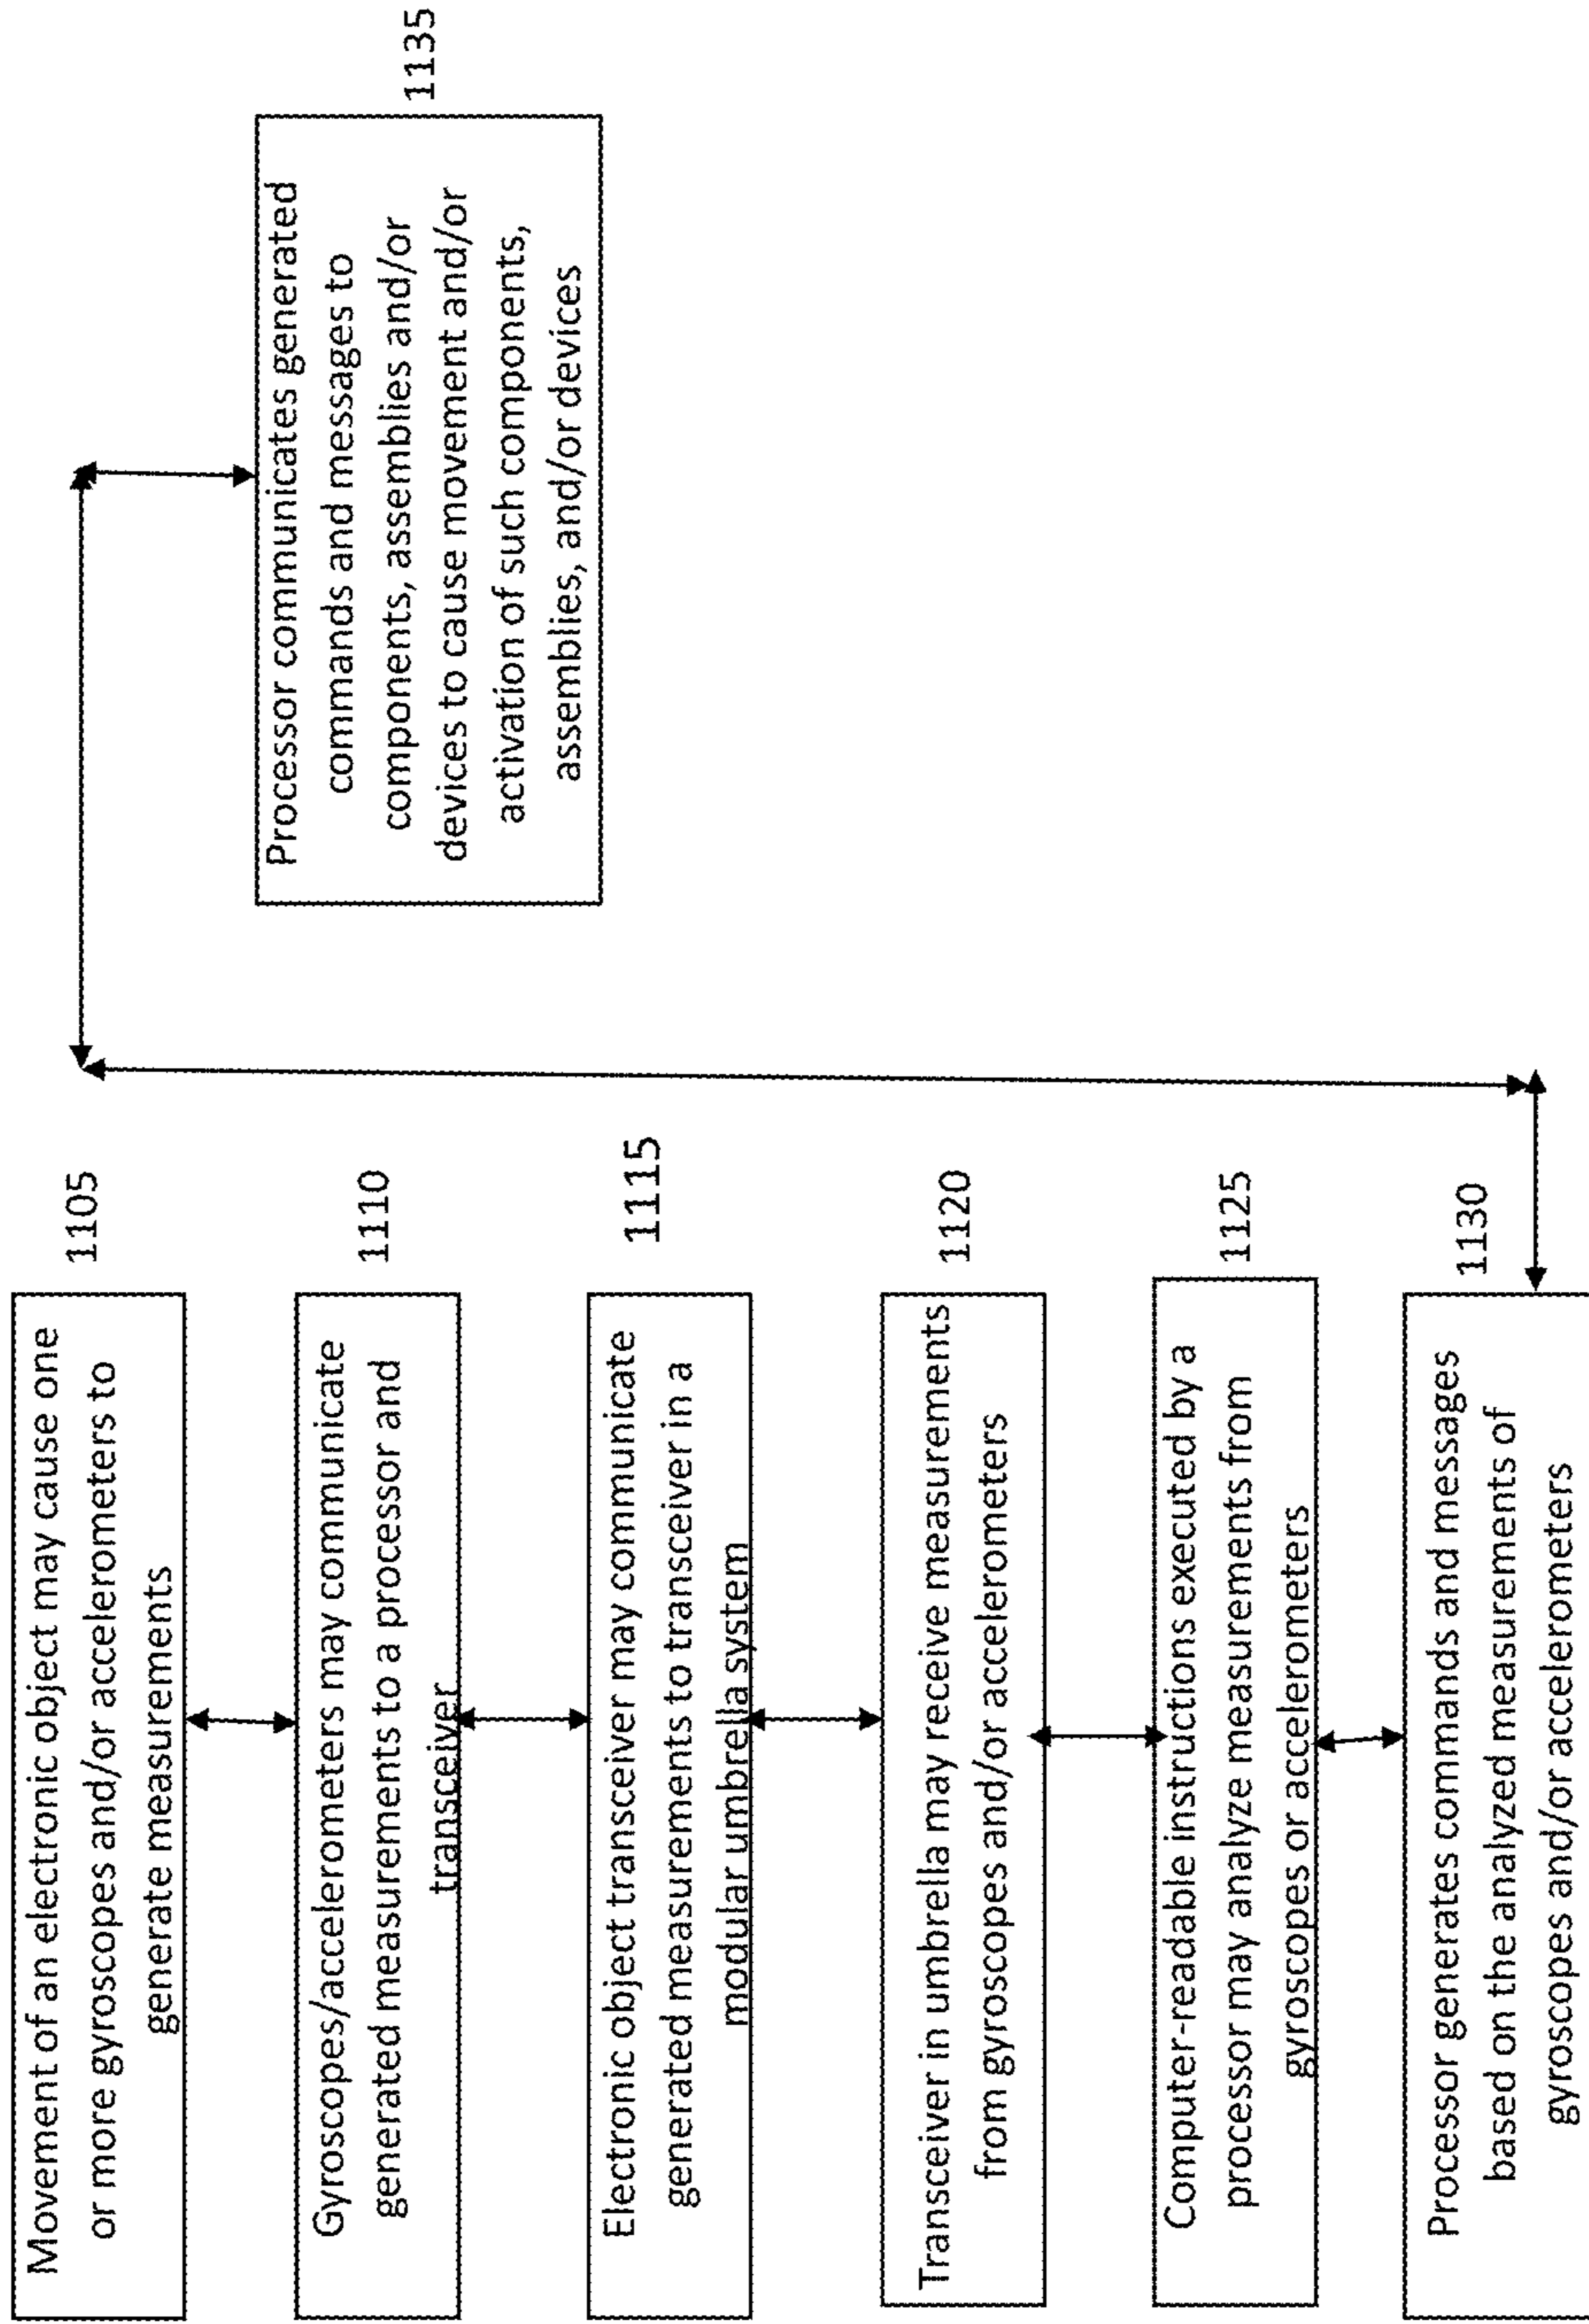 Movement of an electronic object may cause one
or more gyroscopes and/or accelerometers to
generate measurements
1105
Gyroscopes/accelerometers may communicate
generated measurements to a processor and
transceiver
1110
Electronic object transceiver may communicate
generated measurements to transceiver in a
modular umbrella system
1115
Transceiver in umbrella may receive measurements
from gyroscopes and/or accelerometers
1120
Computer-readable instructions executed by a
processor may analyze measurements from
gyroscopes or accelerometers
1125
Processor generates commands and messages
based on the analyzed measurements of
gyroscopes and/or accelerometers
1130
Processor communicates generated
commands and messages to
components, assemblies and/or
devices to cause movement and/or
activation of such components,
assemblies, and/or devices
1135